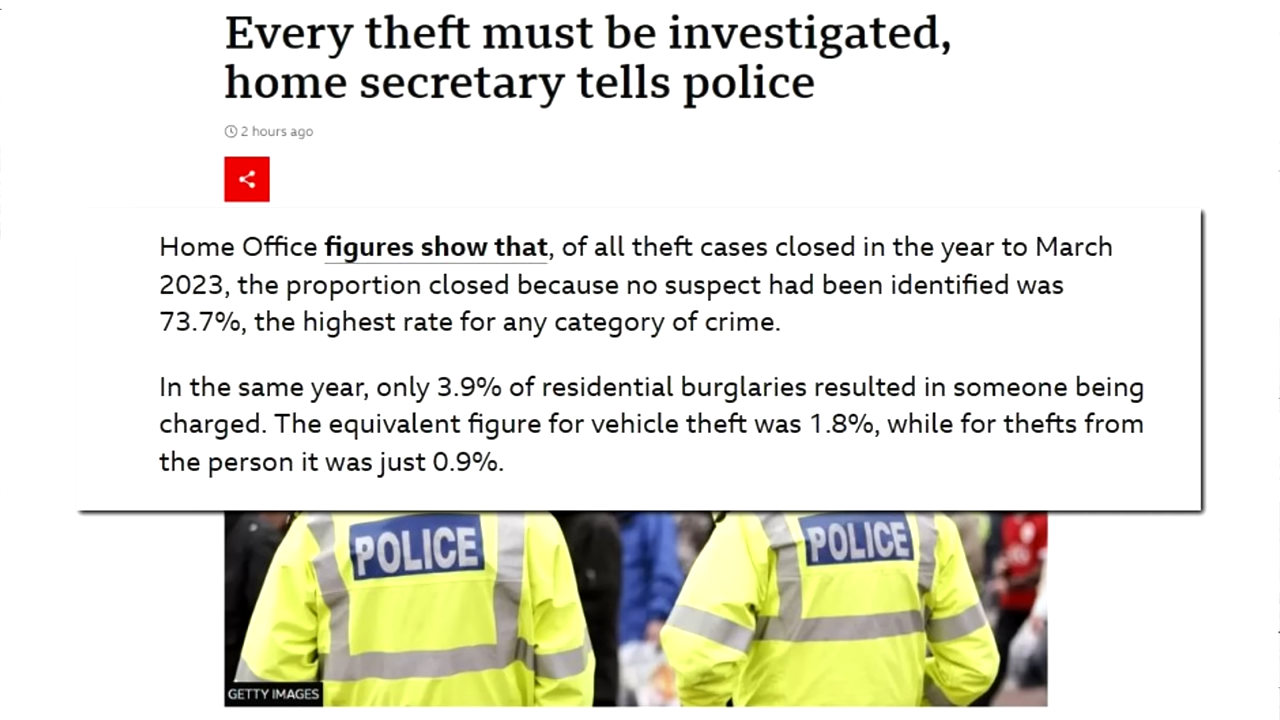 Every theft must be investigated,
home secretary tells police
2 hours ago
Home Office figures show that, of all theft cases closed in the year to March
2023, the proportion closed because no suspect had been identified was
73.7%, the highest rate for any category of crime.
In the same year, only 3.9% of residential burglaries resulted in someone being
charged. The equivalent figure for vehicle theft was 1.8%, while for thefts from
the person it was just 0.9%.
POLICE
POLICE
GETTY IMAGES